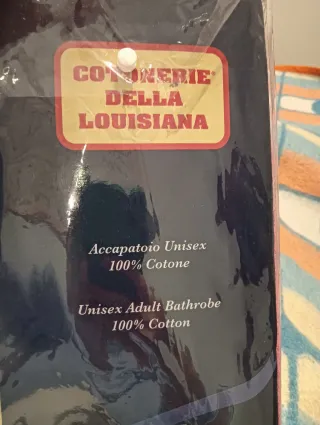 COTONERIE®
DELLA
LOUISIANA
Accapatoio Unisex
100% Cotone
Unisex Adult Bathrobe
100% Cotton